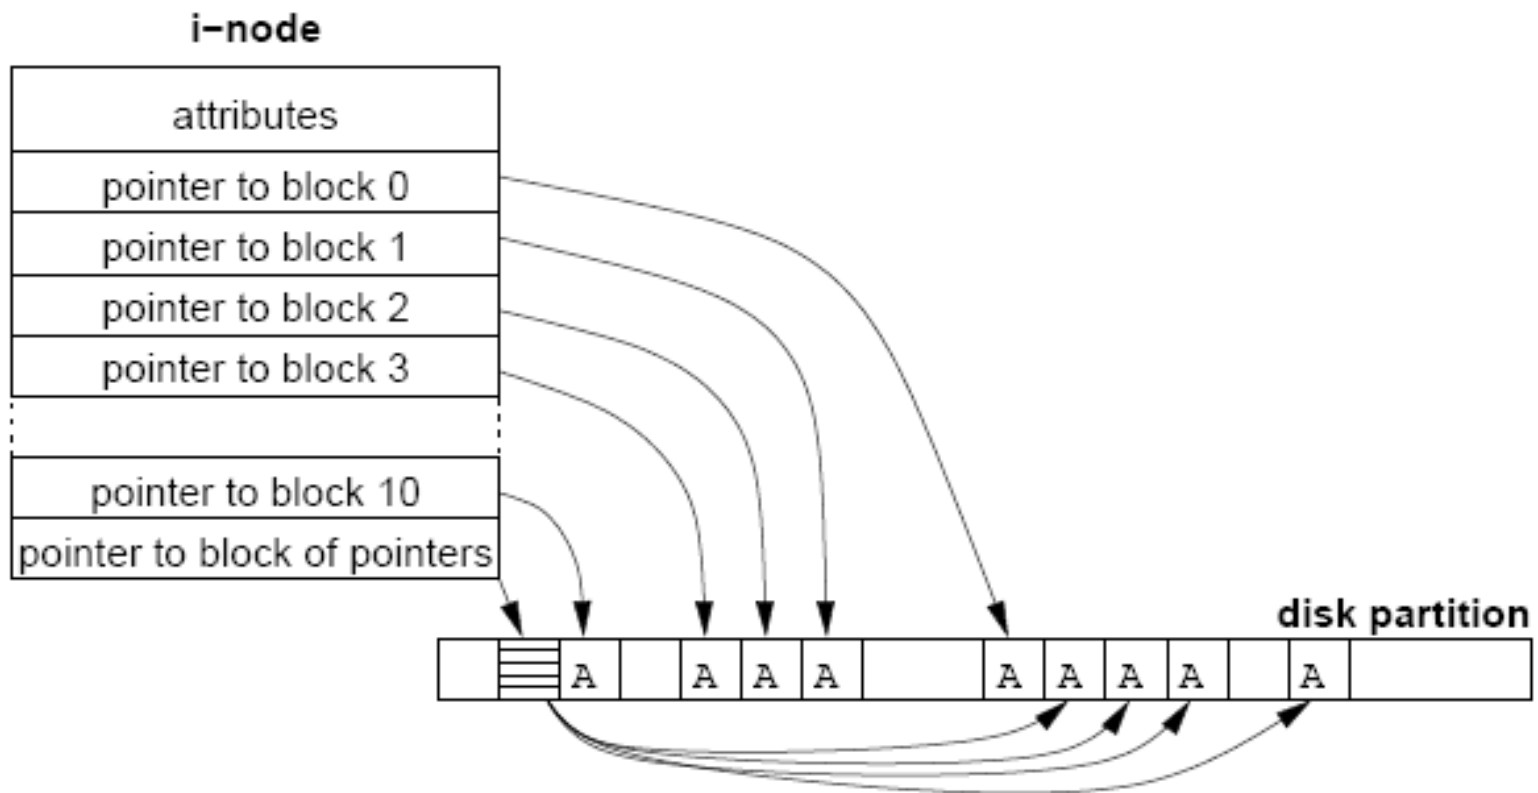 i−node
attributes
pointer to block 0
pointer to block 1
pointer to block 2
pointer to block 3
pointer to block 10
pointer to block of pointers
disk partition
A A A A A A A A A